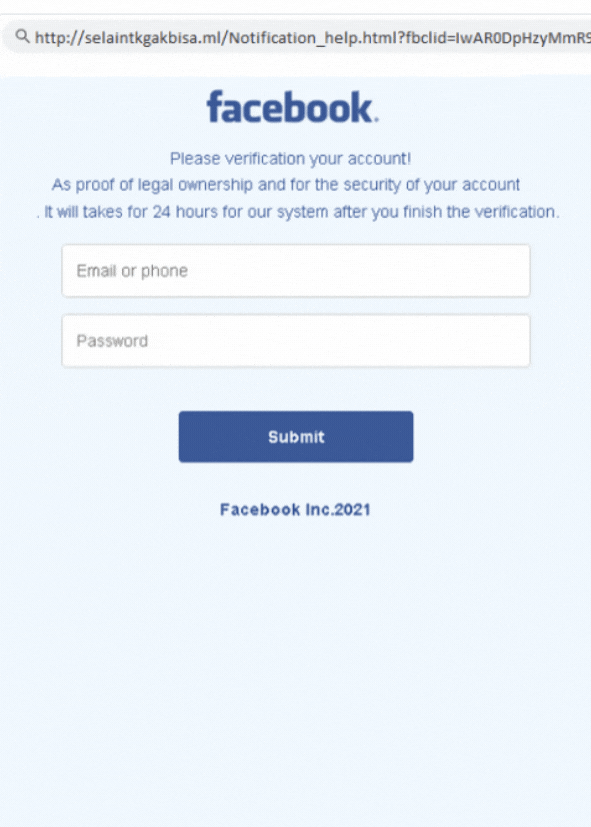 http://selaintkgakbisa.ml/Notification_help.html?fbclid=IwAR0DpHzyMmR9
facebook.
Please verification your account!
As proof of legal ownership and for the security of your account
. It will takes for 24 hours for our system after you finish the verification.
Email or phone
Password
Submit
Facebook Inc.2021